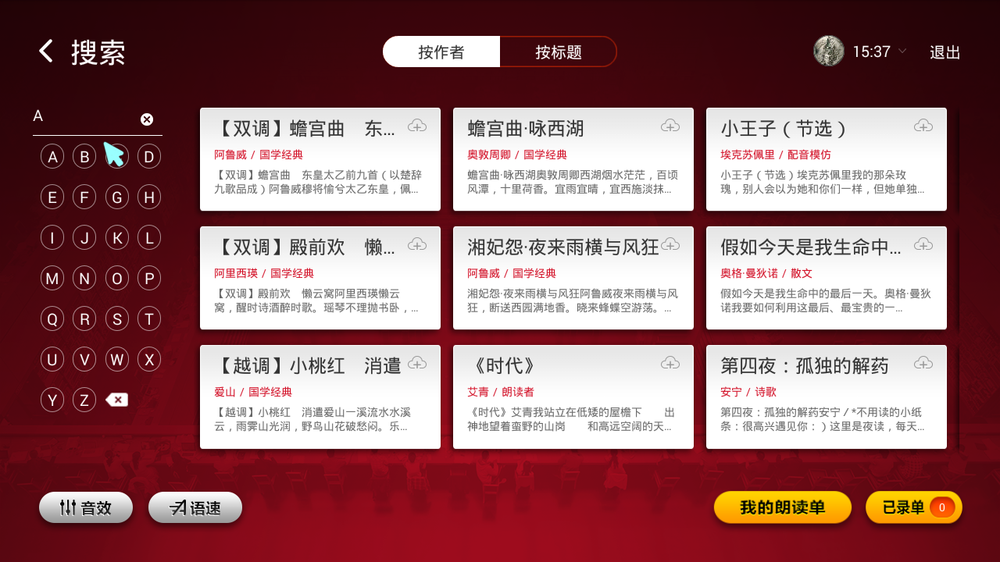 搜索
按作者
按标题
15:37
退出
A
A B D
E F G H
I J K L
M N O P
Q R S T
U V W X
Y Z
【双调】蟾宫曲　东...
阿鲁威 / 国学经典
【双调】蟾宫曲　东皇太乙前九首（以楚辞
九歌品成）阿鲁威穆将愉兮太乙东皇，佩...
蟾宫曲·咏西湖
奥敦周卿 / 国学经典
蟾宫曲·咏西湖奥敦周卿西湖烟水茫茫，百顷
风潭，十里荷香。宜雨宜晴，宜西施淡抹...
小王子（节选）
埃克苏佩里 / 配音模仿
小王子（节选）埃克苏佩里我的那朵玫
瑰，别人会以为她和你们一样，但她单独...
【双调】殿前欢　懒...
阿里西瑛 / 国学经典
【双调】殿前欢　懒云窝阿里西瑛懒云
窝，醒时诗酒醉时歌。瑶琴不理抛书卧，...
湘妃怨·夜来雨横与风狂
阿鲁威 / 国学经典
湘妃怨·夜来雨横与风狂阿鲁威夜来雨横与风
狂，断送西园满地香。晓来蜂蝶空游荡。...
假如今天是我生命中...
奥格·曼狄诺 / 散文
假如今天是我生命中的最后一天。奥格·曼狄
诺我要如何利用这最后、最宝贵的一...
【越调】小桃红　消遣
爱山 / 国学经典
【越调】小桃红　消遣爱山一溪流水水溪
云，雨霁山光润，野鸟山花破愁闷。乐...
《时代》
艾青 / 朗读者
《时代》艾青我站立在低矮的屋檐下　　出
神地望着蛮野的山岗　　和高远空阔的天...
第四夜：孤独的解药
安宁 / 诗歌
第四夜：孤独的解药安宁 / *不用读的小纸
条：很高兴遇见你：）这里是夜读，每天...
音效
语速
我的朗读单
已录单 0